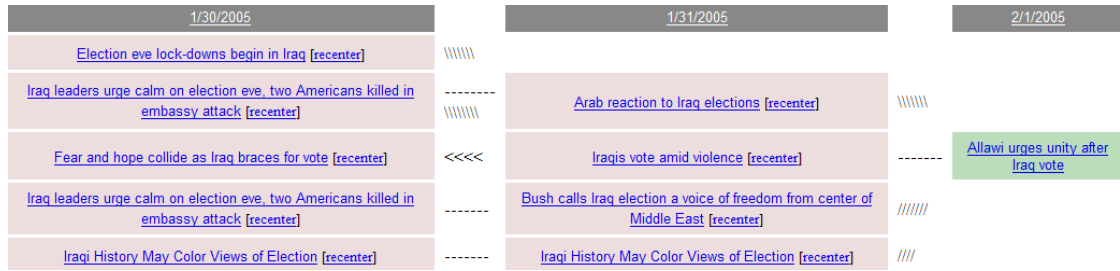 1/30/2005 1/31/2005 2/1/2005
Election eve lock-downs begin in Iraq [recenter] \\\\\\\
Iraq leaders urge calm on election eve, two Americans killed in
embassy attack [recenter]
--------
\\\\\\\\
Arab reaction to Iraq elections [recenter] \\\\\\\
Fear and hope collide as Iraq braces for vote [recenter] <<<< Iraqis vote amid violence [recenter] -------
Allawi urges unity after
Iraq vote
Iraq leaders urge calm on election eve, two Americans killed in
embassy attack [recenter]
-------
Bush calls Iraq election a voice of freedom from center of
Middle East [recenter]
///////
Iraqi History May Color Views of Election [recenter] ------- Iraqi History May Color Views of Election [recenter] ////